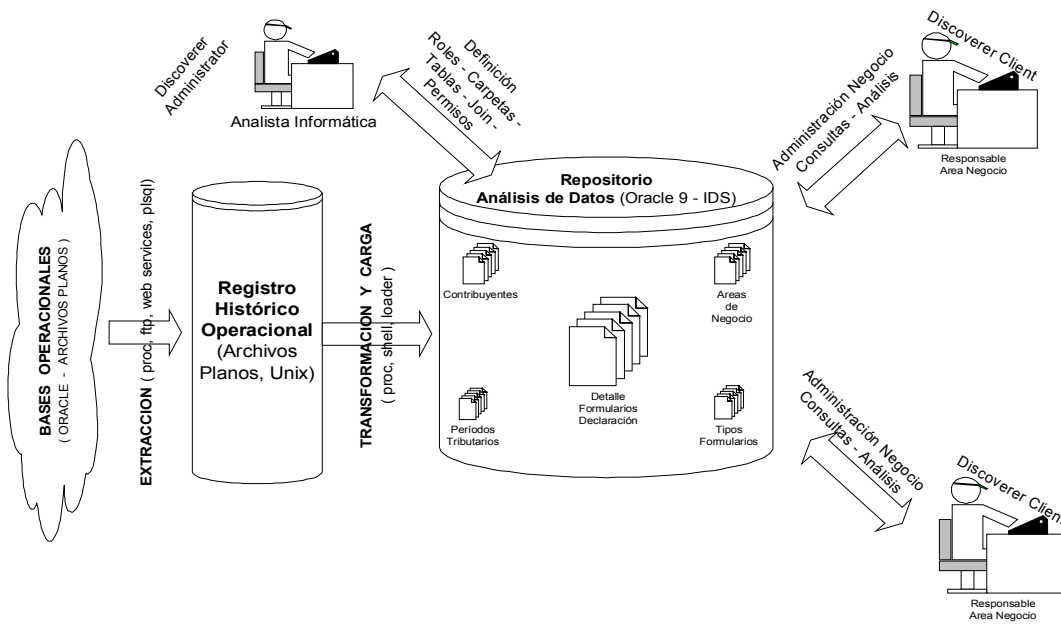 Discoverer
Administrator
Analista Informática
Definición
Roles - Carpetas -
Tablas - Join -
Permisos
Administración Negocio
Consultas - Análisis
Discoverer Client
Responsable
Area Negocio
BASES OPERACIONALES
( ORACLE - ARCHIVOS PLANOS )
EXTRACCION ( proc, ftp, web services, plsql)
Registro
Histórico
Operacional
(Archivos
Planos, Unix)
TRANSFORMACION Y CARGA
( proc, shell, loader )
Repositorio
Análisis de Datos (Oracle 9 - IDS)
Contribuyentes
Areas
de
Negocio
Detalle
Formularios
Declaración
Períodos
Tributarios
Tipos
Formularios
Administración Negocio
Consultas - Análisis
Discoverer Client
Responsable
Area Negocio